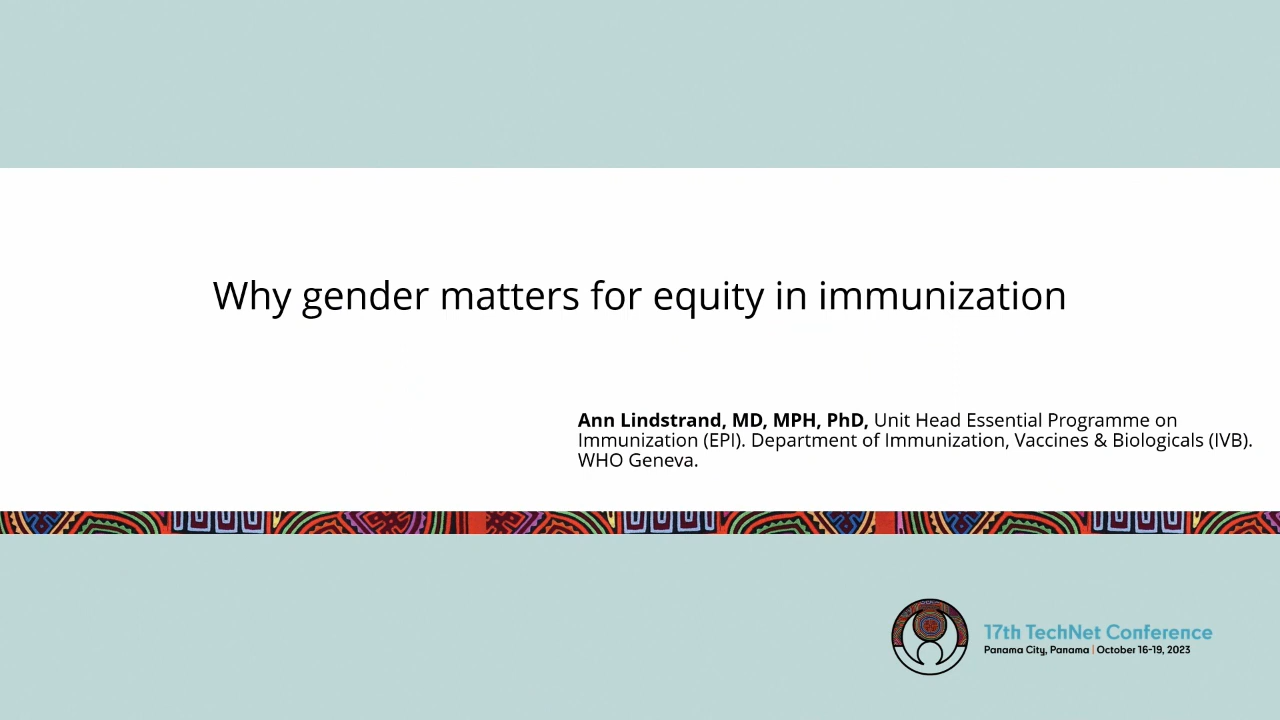 Why gender matters for equity in immunization
Ann Lindstrand, MD, MPH, PhD, Unit Head Essential Programme on
Immunization (EPI). Department of Immunization, Vaccines & Biologicals (IVB).
WHO Geneva.
17th TechNet Conference
Panama City, Panama | October 16-19, 2023